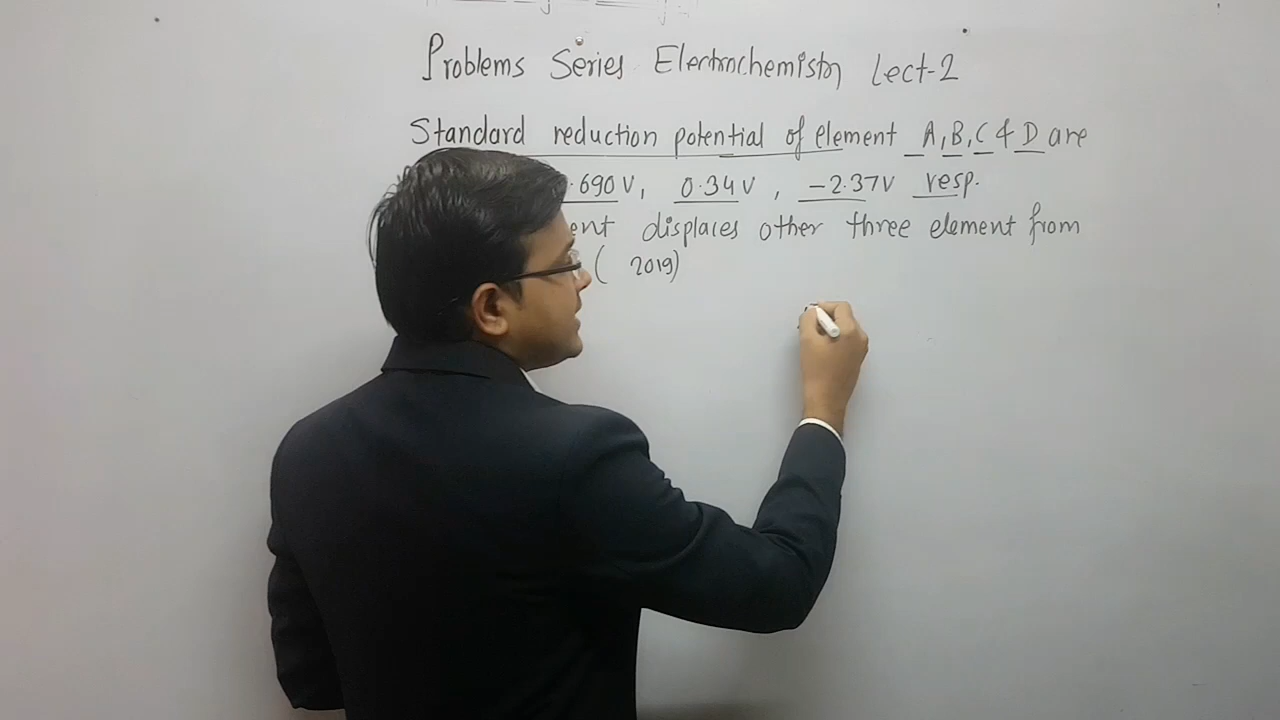 Problems Series Electrochemistry Lect-2
Standard reduction potential of element A, B, C & D are
.690V, 0.34V, -2.37V resp.
ent displaces other three element from
( 2019)